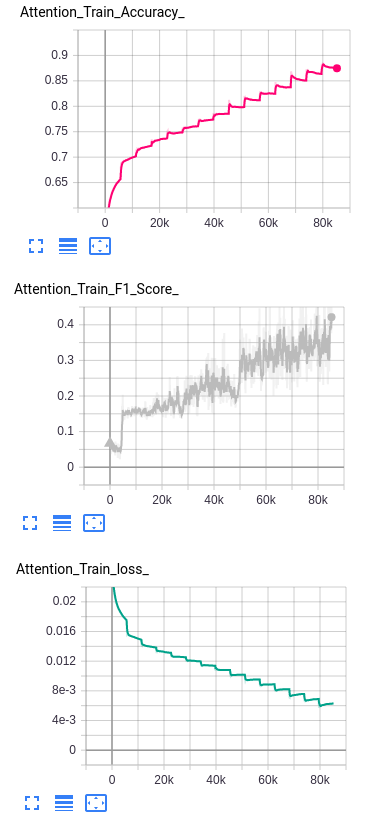 Attention_Train_Accuracy_
0.9
0.85
0.8
0.75
0.7
0.65
0 20k 40k 60k 80k
Attention_Train_F1_Score_
0.4
0.3
0.2
0.1
0
0 20k 40k 60k 80k
Attention_Train_loss_
0.02
0.016
0.012
8e-3
4e-3
0
0 20k 40k 60k 80k